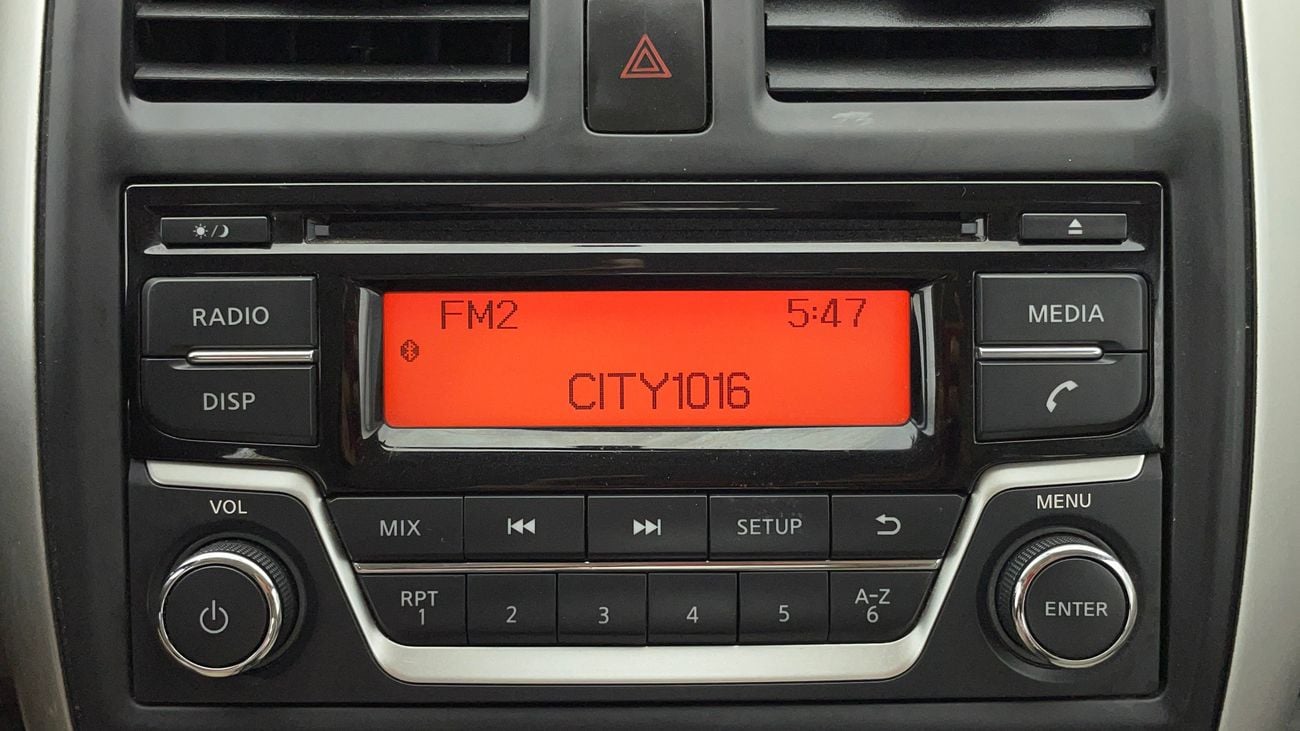 FM2 5:47
RADIO
MEDIA
CITY1016
DISP
VOL
MENU
MIX
SETUP
RPT
1
2
3
4
5
A-Z
6
ENTER